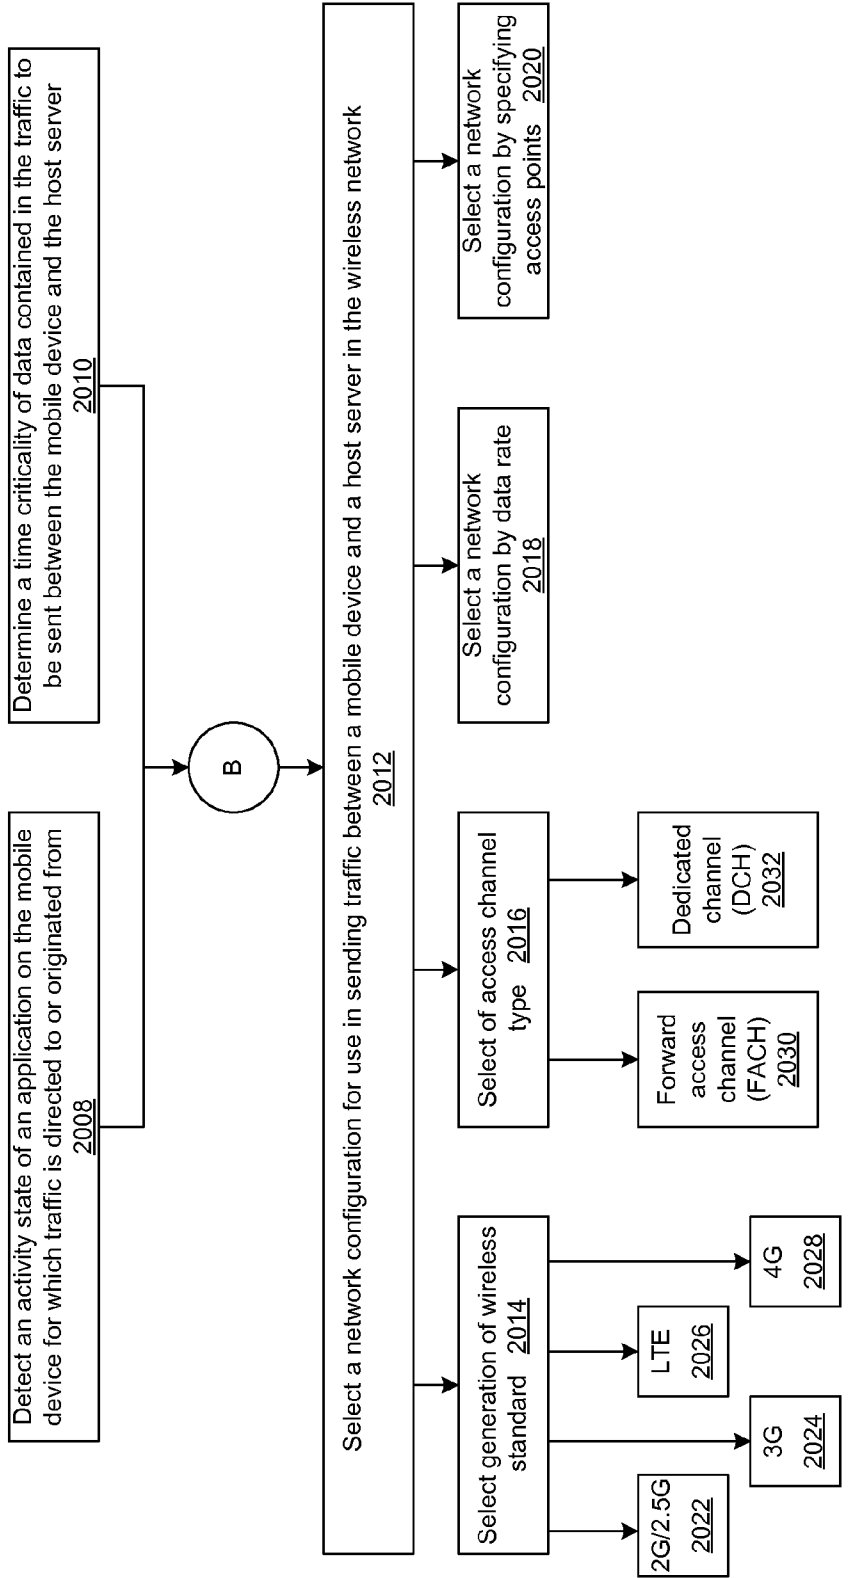 Detect an activity state of an application on the mobile
device for which traffic is directed to or originated from
2008
Determine a time criticality of data contained in the traffic to
be sent between the mobile device and the host server
2010
B
Select a network configuration for use in sending traffic between a mobile device and a host server in the wireless network
2012
Select generation of wireless
standard 2014
Select of access channel
type 2016
Select a network
configuration by data rate
2018
Select a network
configuration by specifying
access points 2020
2G/2.5G
2022
3G
2024
LTE
2026
4G
2028
Forward
access
channel
(FACH)
2030
Dedicated
channel
(DCH)
2032